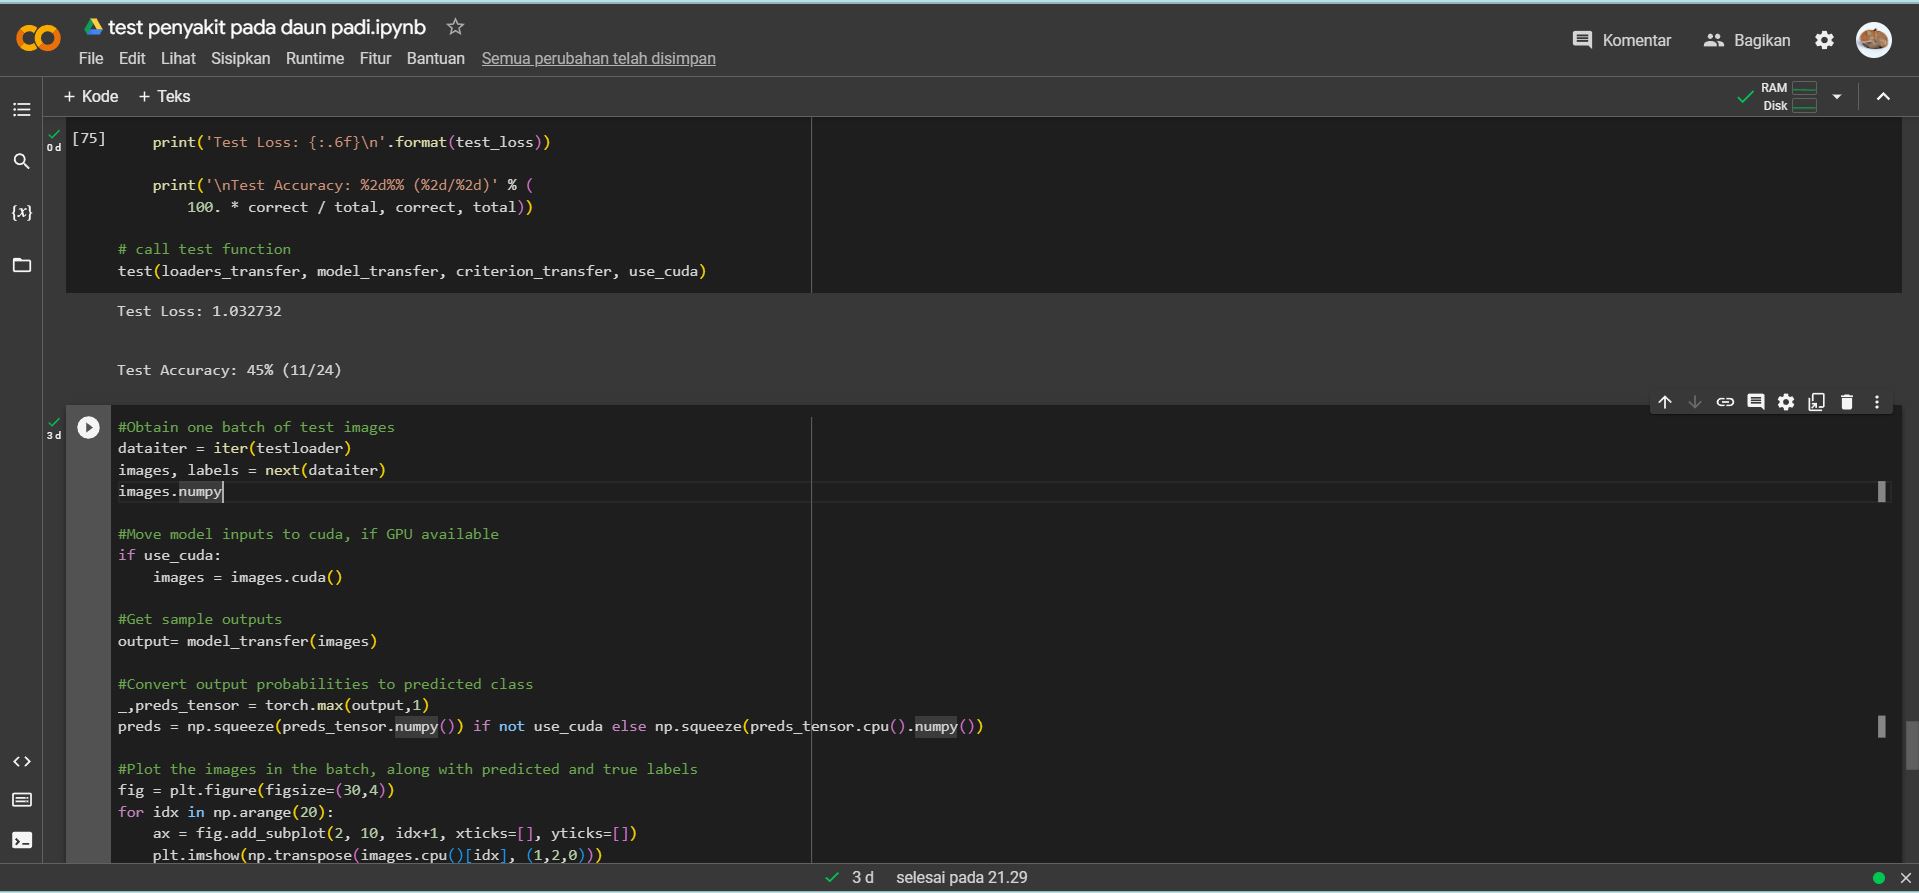 test penyakit pada daun padi.ipynb
File Edit Lihat Sisipkan Runtime Fitur Bantuan Semua perubahan telah disimpan
Komentar Bagikan
+ Kode + Teks
RAM
Disk
0 d
[75]
print('Test Loss: {:.6f}\n'.format(test_loss))
print('\nTest Accuracy: %2d%% (%2d/%2d)' % (
100. * correct / total, correct, total))
# call test function
test(loaders_transfer, model_transfer, criterion_transfer, use_cuda)
Test Loss: 1.032732
Test Accuracy: 45% (11/24)
3 d
#Obtain one batch of test images
dataiter = iter(testloader)
images, labels = next(dataiter)
images.numpy
#Move model inputs to cuda, if GPU available
if use_cuda:
images = images.cuda()
#Get sample outputs
output= model_transfer(images)
#Convert output probabilities to predicted class
_,preds_tensor = torch.max(output,1)
preds = np.squeeze(preds_tensor.numpy()) if not use_cuda else np.squeeze(preds_tensor.cpu().numpy())
#Plot the images in the batch, along with predicted and true labels
fig = plt.figure(figsize=(30,4))
for idx in np.arange(20):
ax = fig.add_subplot(2, 10, idx+1, xticks=[], yticks=[])
plt.imshow(np.transpose(images.cpu()[idx], (1,2,0)))
3 d selesai pada 21.29